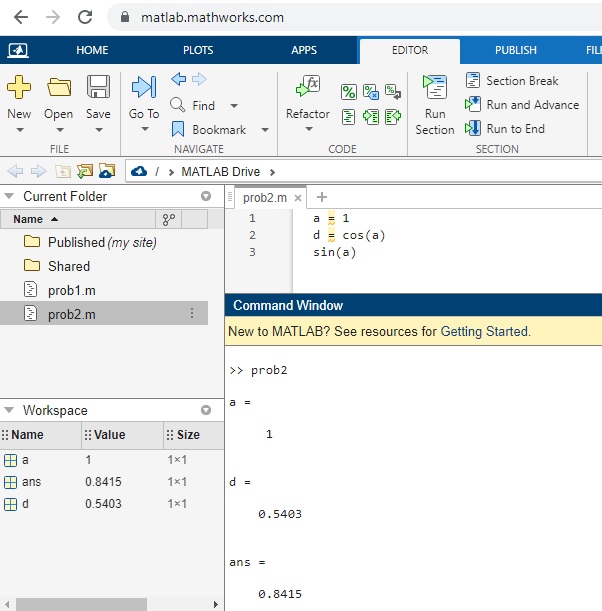 matlab.mathworks.com
HOME PLOTS APPS EDITOR PUBLISH FIL
New Open Save Go To Find Bookmark Refactor Run Section Section Break Run and Advance Run to End
FILE NAVIGATE CODE SECTION
/ > MATLAB Drive >
Current Folder
Name
Published (my site)
Shared
prob1.m
prob2.m
prob2.m × +
1 a = 1
2 d = cos(a)
3 sin(a)
Command Window
New to MATLAB? See resources for Getting Started.
>> prob2
a =
1
d =
0.5403
ans =
0.8415
Workspace
Name Value Size
a 1 1×1
ans 0.8415 1×1
d 0.5403 1×1